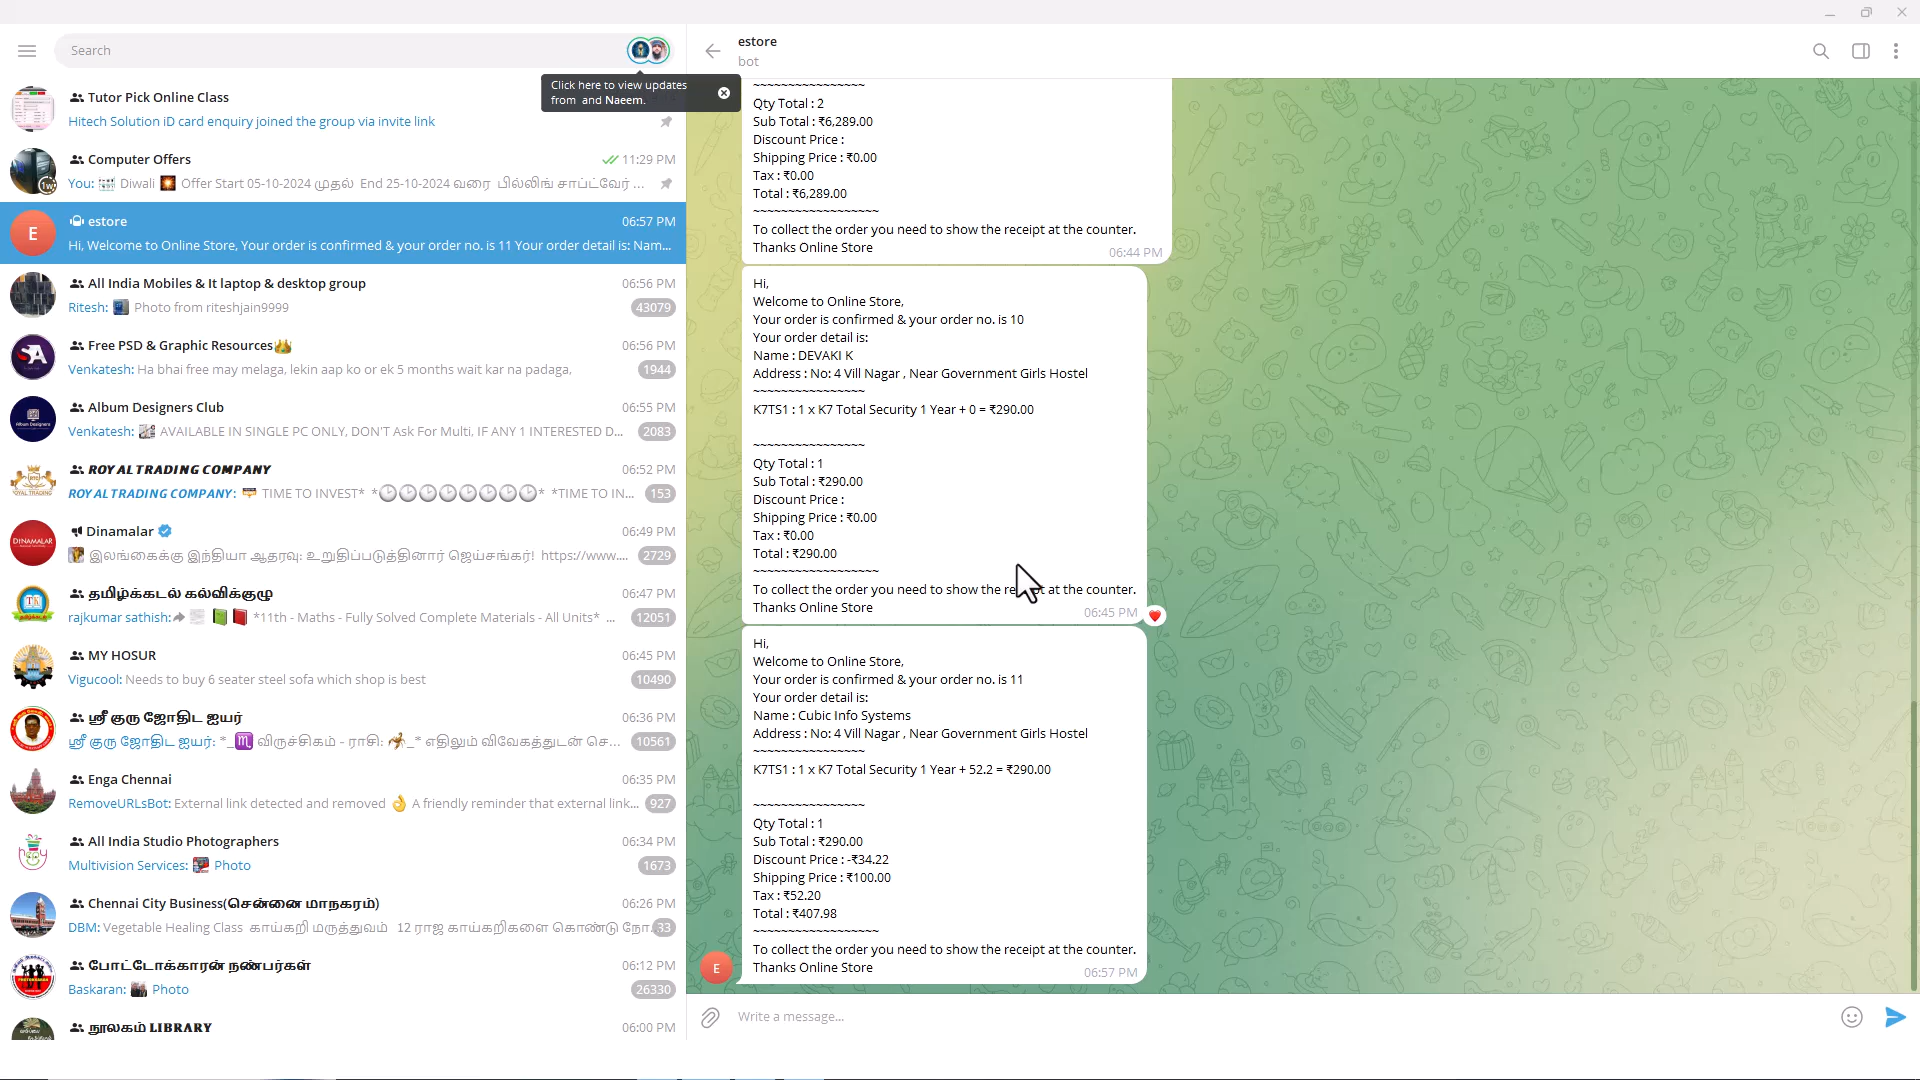 Search
Click here to view updates
from and Naeem.
Tutor Pick Online Class
Hitech Solution iD card enquiry joined the group via invite link
Computer Offers 11:29 PM
1w
You: Diwali Offer Start 05-10-2024 முதல் End 25-10-2024 வரை பில்லிங் சாப்ட்வேர் ...
E
estore 06:57 PM
Hi, Welcome to Online Store, Your order is confirmed & your order no. is 11 Your order detail is: Nam...
All India Mobiles & It laptop & desktop group 06:56 PM
Ritesh: Photo from riteshjain9999 43079
SA
Free PSD & Graphic Resources 06:56 PM
Venkatesh: Ha bhai free may melaga, lekin aap ko or ek 5 months wait kar na padaga, 1944
Album Designers
Album Designers Club 06:55 PM
Venkatesh: AVAILABLE IN SINGLE PC ONLY, DON'T Ask For Multi, IF ANY 1 INTERESTED D... 2083
ROYAL TRADING COMPANY 06:52 PM
ROYAL TRADING COMPANY: TIME TO INVEST* * * *TIME TO IN... 153
DINAMALAR
Dinamalar 06:49 PM
இலங்கைக்கு இந்தியா ஆதரவு: உறுதிப்படுத்தினார் ஜெய்சங்கர்! https://www.... 2729
தமிழ்க்கடல் கல்விக்குழு 06:47 PM
rajkumar sathish: *11th - Maths - Fully Solved Complete Materials - All Units* ... 12051
MY HOSUR 06:45 PM
Vigucool: Needs to buy 6 seater steel sofa which shop is best 10490
ஸ்ரீ குரு ஜோதிட ஐயர் 06:36 PM
ஸ்ரீ குரு ஜோதிட ஐயர்: *_♏ விருச்சிகம் - ராசி: _* எதிலும் விவேகத்துடன் செ... 10561
Enga Chennai 06:35 PM
RemoveURLsBot: External link detected and removed 👌 A friendly reminder that external link... 927
All India Studio Photographers 06:34 PM
Multivision Services: Photo 1673
Chennai City Business(சென்னை மாநகரம்) 06:26 PM
DBM: Vegetable Healing Class காய்கறி மருத்துவம் 12 ராஜ காய்கறிகளை கொண்டு நோ... 33
போட்டோக்காரன் நண்பர்கள் 06:12 PM
Baskaran: Photo 26330
நூலகம் LIBRARY 06:00 PM
estore
bot
~~~~~~~~~~~~~~~~
Qty Total : 2
Sub Total : ₹6,289.00
Discount Price :
Shipping Price : ₹0.00
Tax : ₹0.00
Total : ₹6,289.00
~~~~~~~~~~~~~~~~~~
To collect the order you need to show the receipt at the counter.
Thanks Online Store
06:44 PM
Hi,
Welcome to Online Store,
Your order is confirmed & your order no. is 10
Your order detail is:
Name : DEVAKI K
Address : No: 4 Vill Nagar , Near Government Girls Hostel
~~~~~~~~~~~~~~~~
K7TS1 : 1 x K7 Total Security 1 Year + 0 = ₹290.00
~~~~~~~~~~~~~~~~
Qty Total : 1
Sub Total : ₹290.00
Discount Price :
Shipping Price : ₹0.00
Tax : ₹0.00
Total : ₹290.00
~~~~~~~~~~~~~~~~~~
To collect the order you need to show the receipt at the counter.
Thanks Online Store
06:45 PM
Hi,
Welcome to Online Store,
Your order is confirmed & your order no. is 11
Your order detail is:
Name : Cubic Info Systems
Address : No: 4 Vill Nagar , Near Government Girls Hostel
~~~~~~~~~~~~~~~~
K7TS1 : 1 x K7 Total Security 1 Year + 52.2 = ₹290.00
~~~~~~~~~~~~~~~~
Qty Total : 1
Sub Total : ₹290.00
Discount Price : -₹34.22
Shipping Price : ₹100.00
Tax : ₹52.20
Total : ₹407.98
~~~~~~~~~~~~~~~~~~
To collect the order you need to show the receipt at the counter.
Thanks Online Store
06:57 PM
E
Write a message...